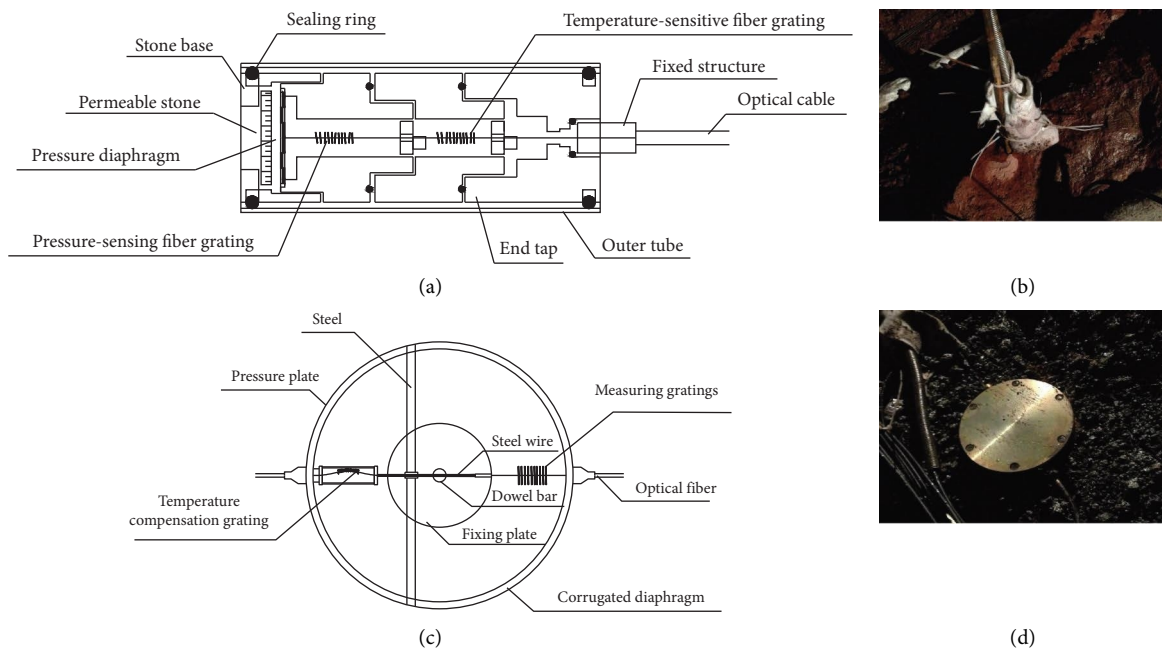 Sealing ring
Temperature-sensitive fiber grating
Stone base
Fixed structure
Permeable stone
Optical cable
Pressure diaphragm
Pressure-sensing fiber grating
End tap
Outer tube
(a)
(b)
Steel
Pressure plate
Measuring gratings
Steel wire
Optical fiber
Dowel bar
Temperature
compensation grating
Fixing plate
Corrugated diaphragm
(c)
(d)